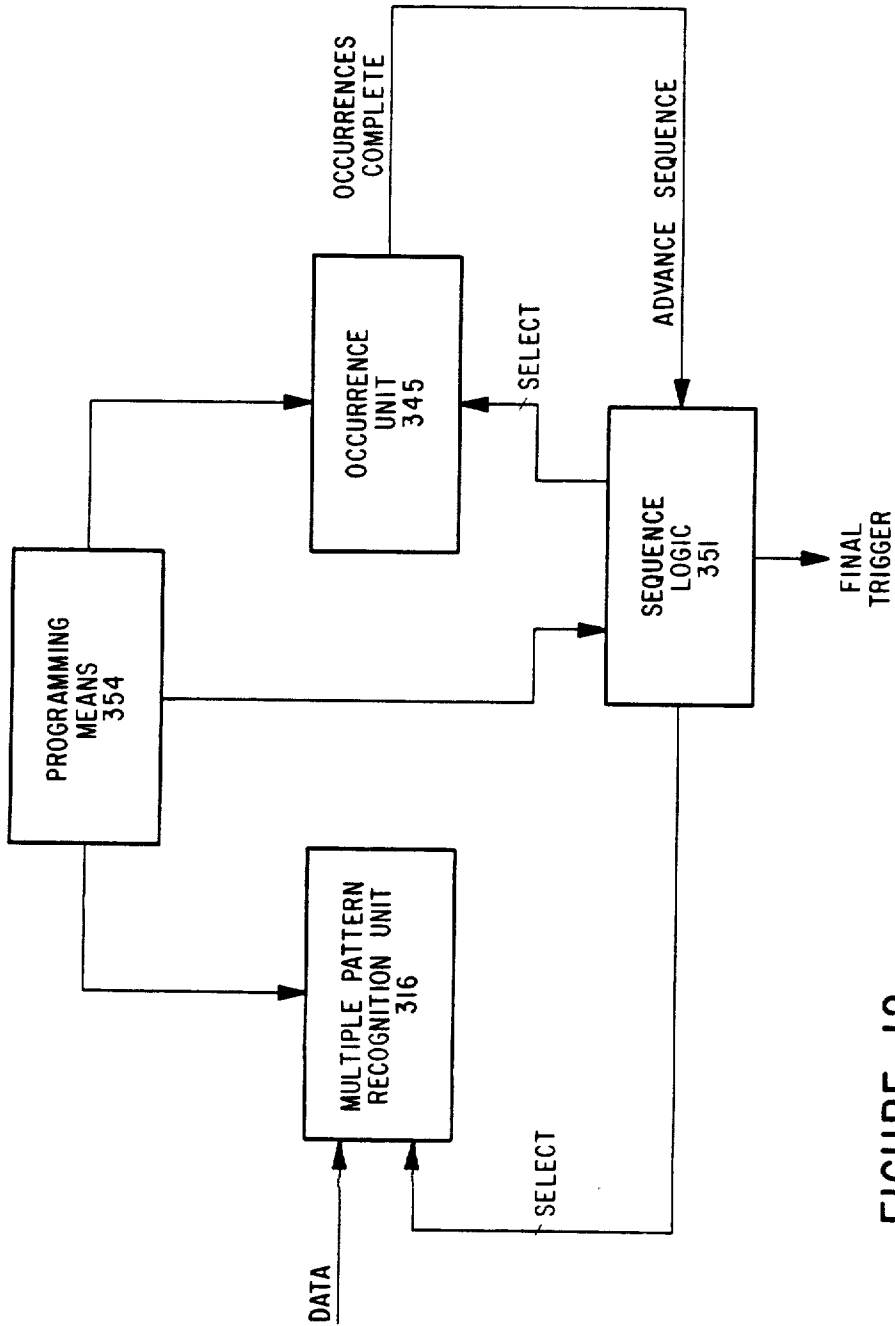 PROGRAMMING
MEANS
354
MULTIPLE PATTERN
RECOGNITION UNIT
316
OCCURRENCE
UNIT
345
OCCURRENCES
COMPLETE
DATA
SELECT
SELECT
SEQUENCE
LOGIC
351
ADVANCE SEQUENCE
FINAL
TRIGGER
FIGURE